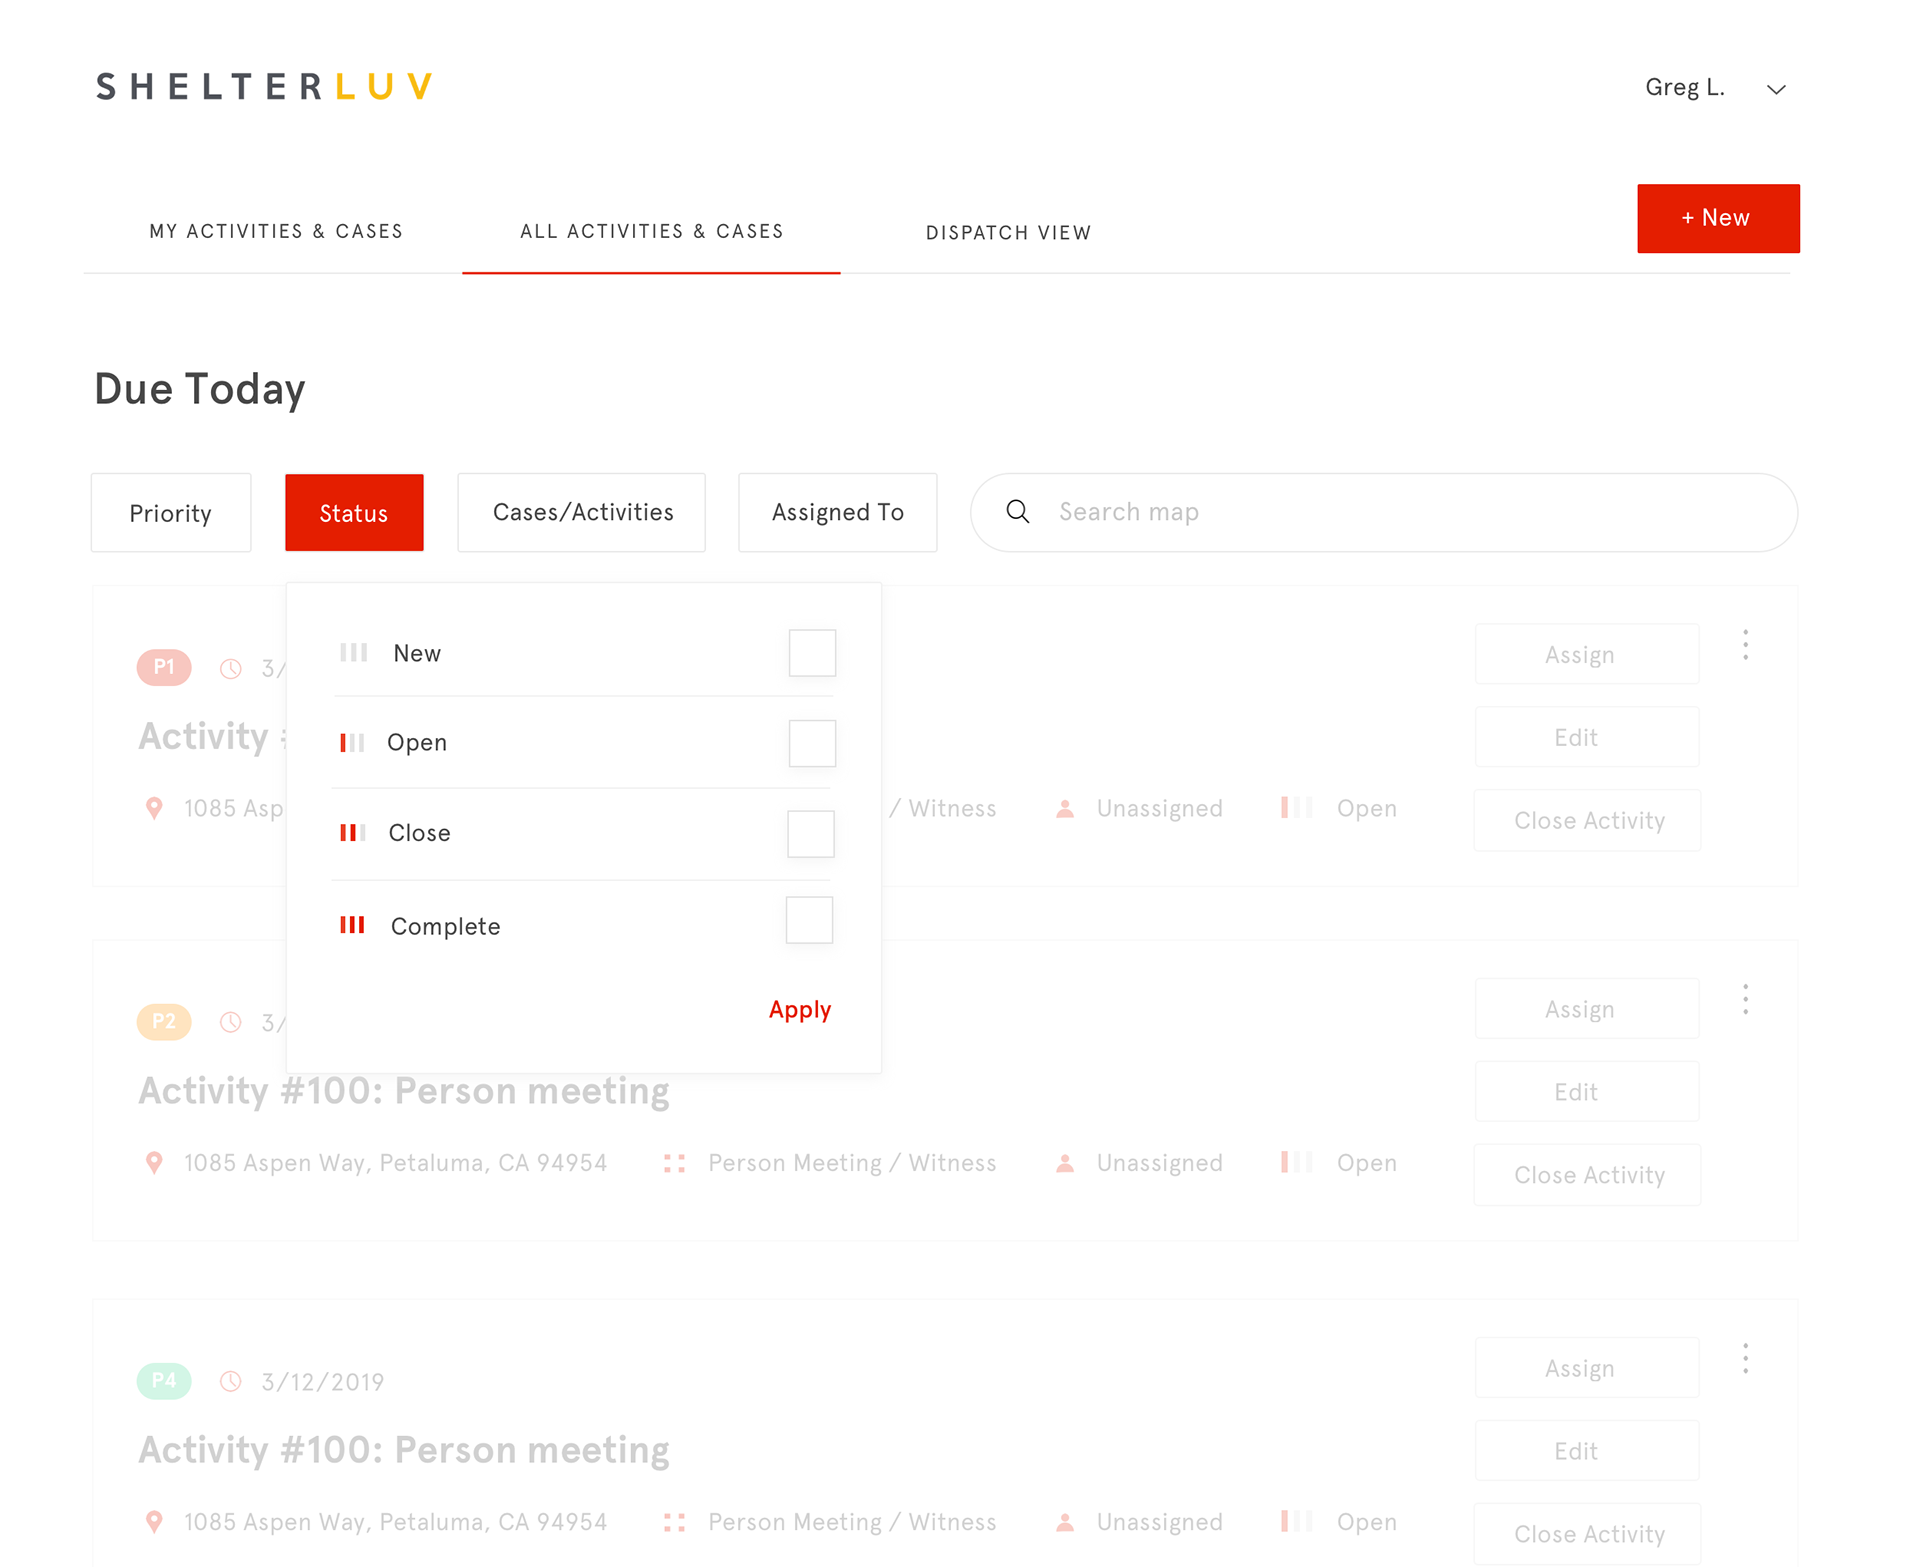 SHELTERLUV
Greg L.
MY ACTIVITIES & CASES
ALL ACTIVITIES & CASES
DISPATCH VIEW
+ New
Due Today
Priority
Status
Cases/Activities
Assigned To
Search map
New
Open
Close
Complete
Apply
P1
3/
Activity
1085 Asp
/ Witness
Unassigned
Open
Assign
Edit
Close Activity
P2
3/
Activity #100: Person meeting
1085 Aspen Way, Petaluma, CA 94954
Person Meeting / Witness
Unassigned
Open
Assign
Edit
Close Activity
P4
3/12/2019
Activity #100: Person meeting
1085 Aspen Way, Petaluma, CA 94954
Person Meeting / Witness
Unassigned
Open
Assign
Edit
Close Activity